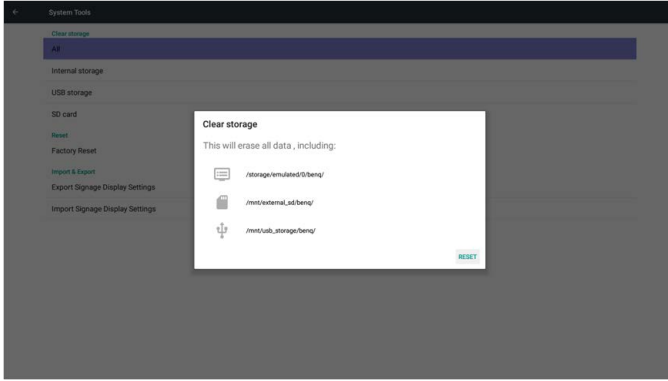 System Tools
Clear storage
All
Internal storage
USB storage
SD card
Reset
Factory Reset
Import & Export
Export Signage Display Settings
Import Signage Display Settings
Clear storage
This will erase all data , including:
/storage/emulated/0/benq/
/mnt/external_sd/benq/
/mnt/usb_storage/benq/
RESET